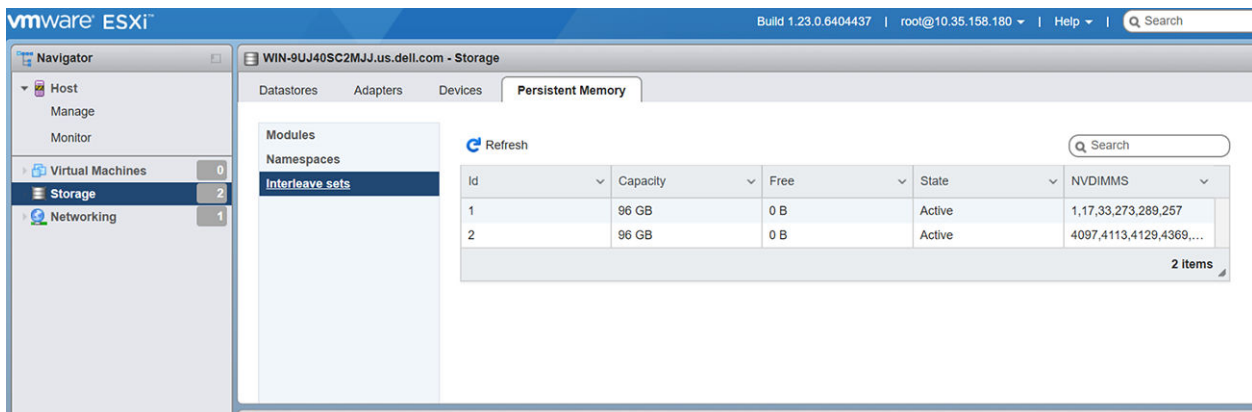 vmware ESXi™
Build 1.23.0.6404437 | root@10.35.158.180 | Help | Search
Navigator
WIN-9UJ40SC2MJJ.us.dell.com - Storage
Host
Manage
Monitor
Virtual Machines 0
Storage 2
Networking 1
Datastores Adapters Devices Persistent Memory
Modules
Namespaces
Interleave sets
Refresh Search
Id Capacity Free State NVDIMMS
1 96 GB 0 B Active 1,17,33,273,289,257
2 96 GB 0 B Active 4097,4113,4129,4369,...
2 items